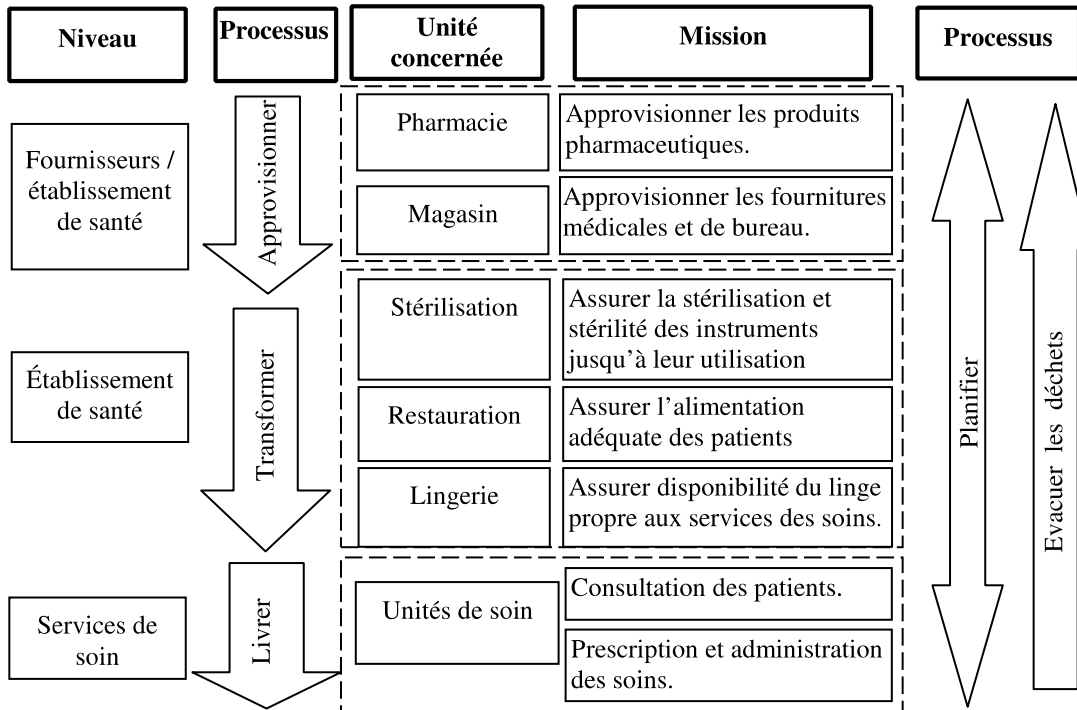 Niveau
Processus
Unité
concernée
Mission
Processus
Fournisseurs /
établissement
de santé
Approvisionner
Pharmacie
Approvisionner les produits
pharmaceutiques.
Magasin
Approvisionner les fournitures
médicales et de bureau.
Établissement
de santé
Transformer
Stérilisation
Assurer la stérilisation et
stérilité des instruments
jusqu’à leur utilisation
Restauration
Assurer l’alimentation
adéquate des patients
Lingerie
Assurer disponibilité du linge
propre aux services des soins.
Services de
soin
Livrer
Unités de soin
Consultation des patients.
Prescription et administration
des soins.
Planifier
Evacuer les déchets